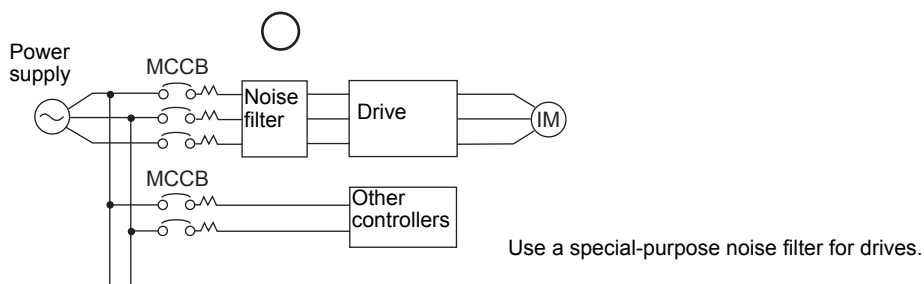 Power
supply
MCCB
Noise
filter
Drive
IM
MCCB
Other
controllers
Use a special-purpose noise filter for drives.